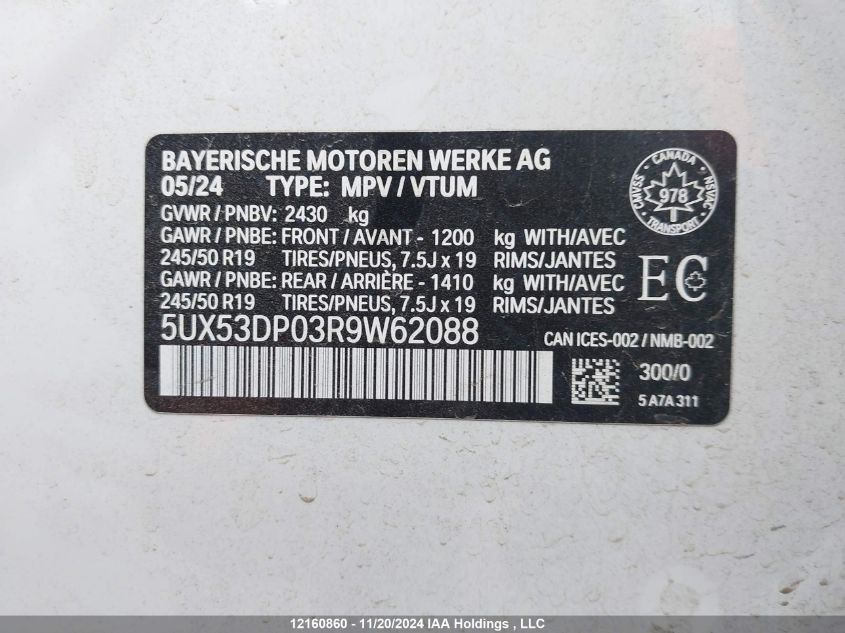 BAYERISCHE MOTOREN WERKE AG
05/24 TYPE: MPV / VTUM
GVWR / PNBV: 2430 kg
GAWR / PNBE: FRONT / AVANT - 1200 kg WITH/AVEC
245/50 R19 TIRES/PNEUS, 7.5J x 19 RIMS/JANTES
GAWR / PNBE: REAR / ARRIÈRE - 1410 kg WITH/AVEC
245/50 R19 TIRES/PNEUS, 7.5J x 19 RIMS/JANTES
CANADA
CMVSS 978 NSVAC
TRANSPORT
EC
5UX53DP03R9W62088
CAN ICES-002 / NMB-002
300/0
5 A7A 311
12160860 - 11/20/2024 IAA Holdings , LLC